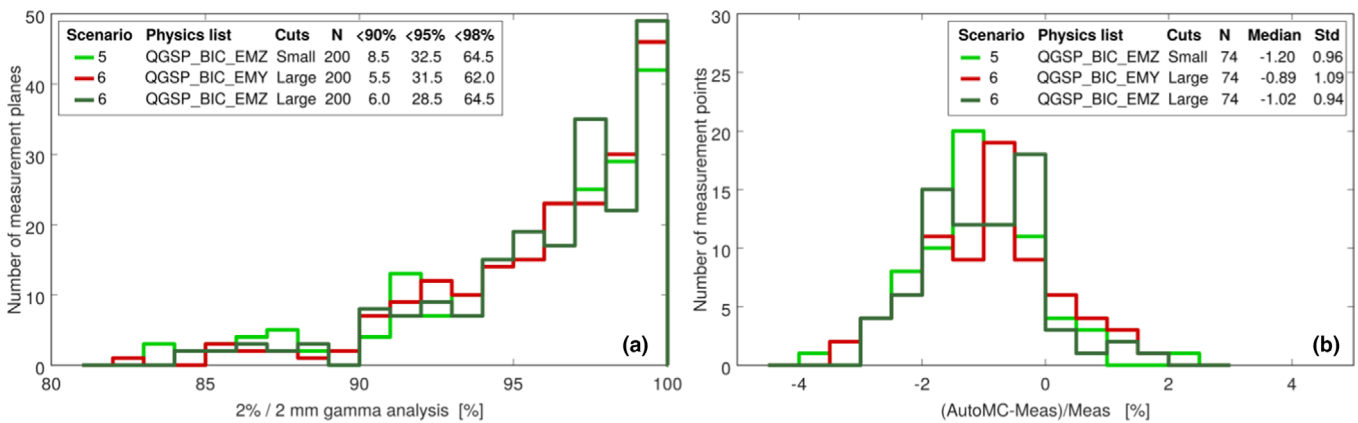 50
40
30
20
10
0
Number of measurement planes
Scenario Physics list Cuts N <90% <95% <98%
5 QGSP_BIC_EMZ Small 200 8.5 32.5 64.5
6 QGSP_BIC_EMY Large 200 5.5 31.5 62.0
6 QGSP_BIC_EMZ Large 200 6.0 28.5 64.5
(a)
80 85 90 95 100
2% / 2 mm gamma analysis [%]
30
25
20
15
10
5
0
Number of measurement points
Scenario Physics list Cuts N Median Std
5 QGSP_BIC_EMZ Small 74 -1.20 0.96
6 QGSP_BIC_EMY Large 74 -0.89 1.09
6 QGSP_BIC_EMZ Large 74 -1.02 0.94
(b)
-4 -2 0 2 4
(AutoMC-Meas)/Meas [%]